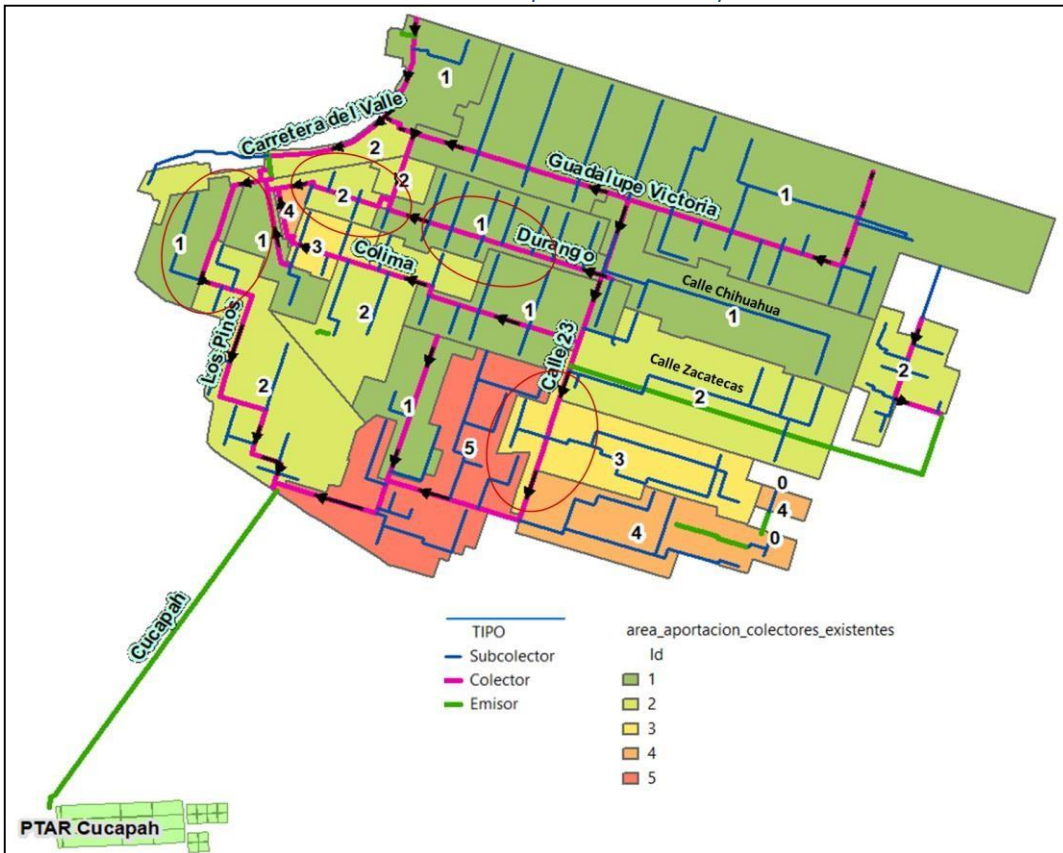 1
Carretera del Valle
2
2
Guadalupe Victoria
1
2
4
1
1
1
3
Durango
Colima
Calle Chihuahua
1
1
2
Los Pinos
Calle 23
Calle Zacatecas
2
2
2
1
5
3
0
4
4
0
Cucapah
TIPO
Subcolector
Colector
Emisor
area_aportacion_colectores_existentes
Id
1
2
3
4
5
PTAR Cucapah